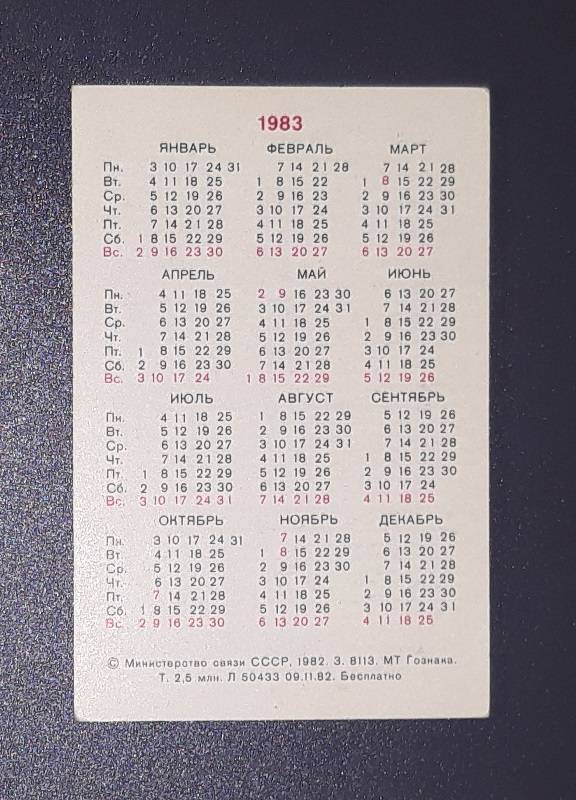 1983
ЯНВАРЬ ФЕВРАЛЬ МАРТ
Пн. 3 10 17 24 31 7 14 21 28 7 14 21 28
Вт. 4 11 18 25 1 8 15 22 1 8 15 22 29
Ср. 5 12 19 26 2 9 16 23 2 9 16 23 30
Чт. 6 13 20 27 3 10 17 24 3 10 17 24 31
Пт. 7 14 21 28 4 11 18 25 4 11 18 25
Сб. 1 8 15 22 29 5 12 19 26 5 12 19 26
Вс. 2 9 16 23 30 6 13 20 27 6 13 20 27
АПРЕЛЬ МАЙ ИЮНЬ
Пн. 4 11 18 25 2 9 16 23 30 6 13 20 27
Вт. 5 12 19 26 3 10 17 24 31 7 14 21 28
Ср. 6 13 20 27 4 11 18 25 1 8 15 22 29
Чт. 7 14 21 28 5 12 19 26 2 9 16 23 30
Пт. 1 8 15 22 29 6 13 20 27 3 10 17 24
Сб. 2 9 16 23 30 7 14 21 28 4 11 18 25
Вс. 3 10 17 24 1 8 15 22 29 5 12 19 26
ИЮЛЬ АВГУСТ СЕНТЯБРЬ
Пн. 4 11 18 25 1 8 15 22 29 5 12 19 26
Вт. 5 12 19 26 2 9 16 23 30 6 13 20 27
Ср. 6 13 20 27 3 10 17 24 31 7 14 21 28
Чт. 7 14 21 28 4 11 18 25 1 8 15 22 29
Пт. 1 8 15 22 29 5 12 19 26 2 9 16 23 30
Сб. 2 9 16 23 30 6 13 20 27 3 10 17 24
Вс. 3 10 17 24 31 7 14 21 28 4 11 18 25
ОКТЯБРЬ НОЯБРЬ ДЕКАБРЬ
Пн. 3 10 17 24 31 7 14 21 28 5 12 19 26
Вт. 4 11 18 25 1 8 15 22 29 6 13 20 27
Ср. 5 12 19 26 2 9 16 23 30 7 14 21 28
Чт. 6 13 20 27 3 10 17 24 1 8 15 22 29
Пт. 7 14 21 28 4 11 18 25 2 9 16 23 30
Сб. 1 8 15 22 29 5 12 19 26 3 10 17 24 31
Вс. 2 9 16 23 30 6 13 20 27 4 11 18 25
© Министерство связи СССР, 1982. З. 8113. МТ Гознака.
Т. 2,5 млн. Л 50433 09.11.82. Бесплатно